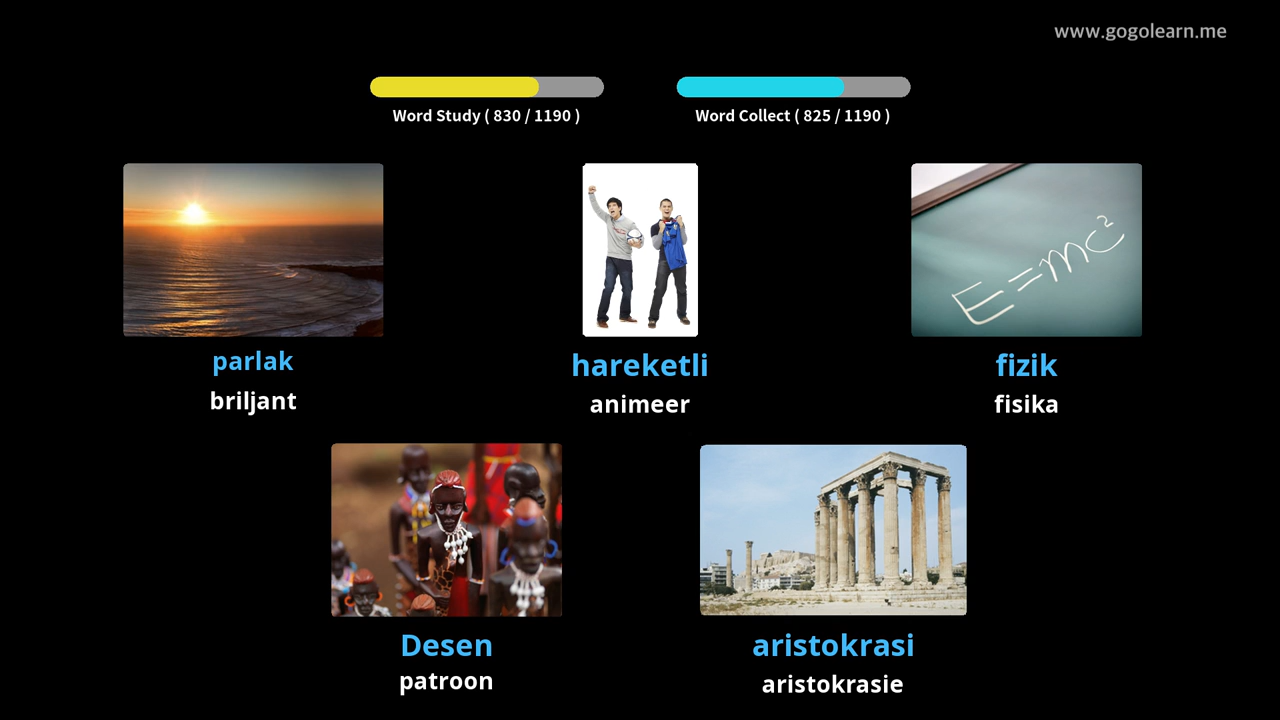 www.gogolearn.me
Word Study ( 830 / 1190 )
Word Collect ( 825 / 1190 )
E=mc²
parlak
briljant
hareketli
animeer
fizik
fisika
Desen
patroon
aristokrasi
aristokrasie